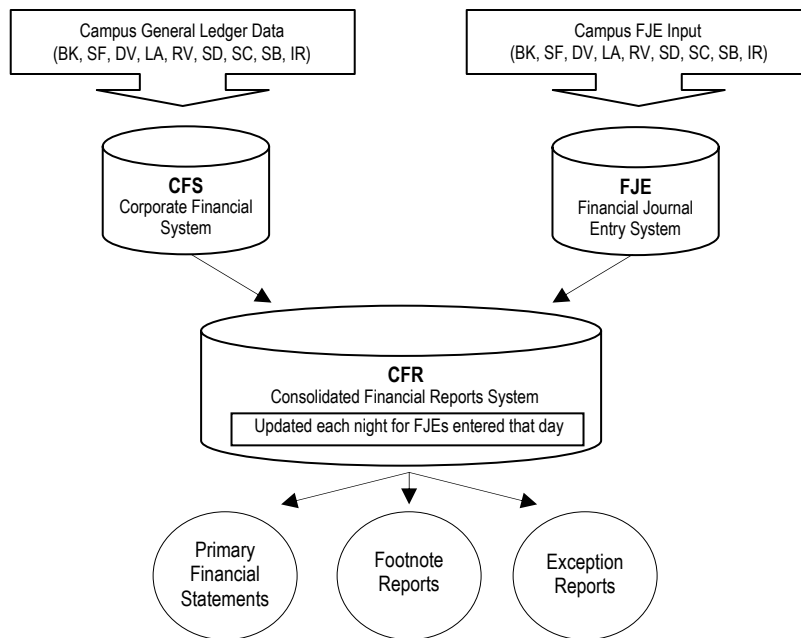 Campus General Ledger Data
(BK, SF, DV, LA, RV, SD, SC, SB, IR)
Campus FJE Input
(BK, SF, DV, LA, RV, SD, SC, SB, IR)
CFS
Corporate Financial
System
FJE
Financial Journal
Entry System
CFR
Consolidated Financial Reports System
Updated each night for FJEs entered that day
Primary
Financial
Statements
Footnote
Reports
Exception
Reports